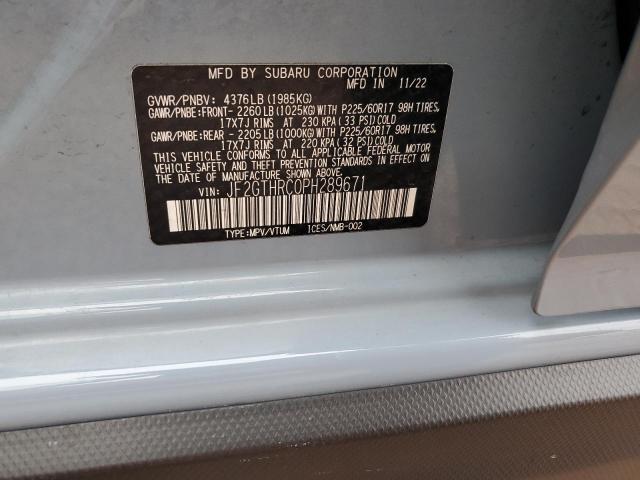 MFD BY SUBARU CORPORATION
MFD IN 11/22
GVWR/PNBV: 4376LB (1985KG)
GAWR/PNBE:FRONT- 2260LB (1025KG)WITH P225/60R17 98H TIRES,
17X7J RIMS AT 230 KPA (33 PSI)COLD
GAWR/PNBE:REAR - 2205LB (1000KG)WITH P225/60R17 98H TIRES,
17X7J RIMS AT 220 KPA (32 PSI)COLD
THIS VEHICLE CONFORMS TO ALL APPLICABLE FEDERAL MOTOR
VEHICLE SAFETY AND THEFT PREVENTION STANDARDS IN EFFECT ON
THE DATE OF MANUFACTURE SHOWN ABOVE.
VIN: JF2GTHRC0PH289671
TYPE:MPV/VTUM ICES/NMB-002